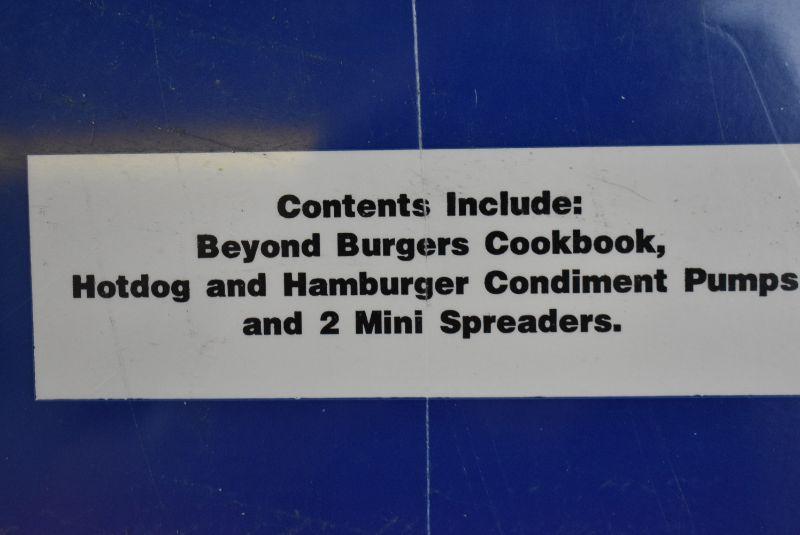 Contents Include:
Beyond Burgers Cookbook,
Hotdog and Hamburger Condiment Pumps
and 2 Mini Spreaders.